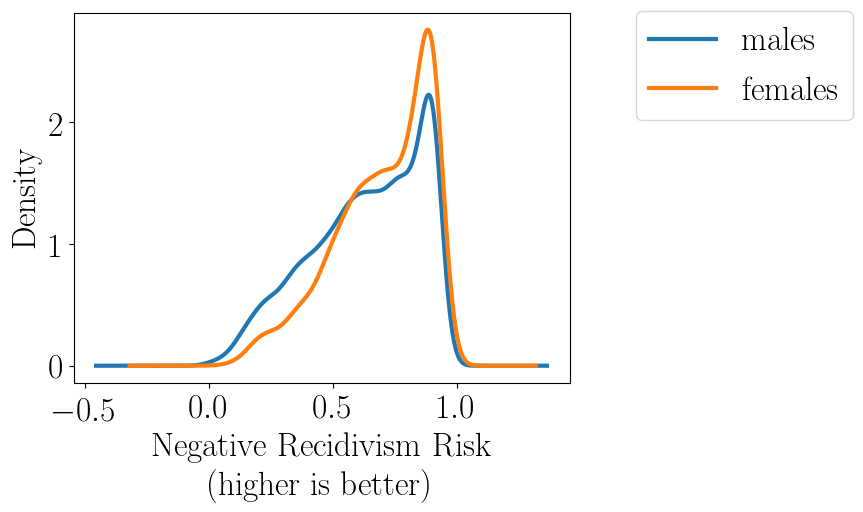 males
females
2
1
0
Density
−0.5
0.0
0.5
1.0
Negative Recidivism Risk
(higher is better)